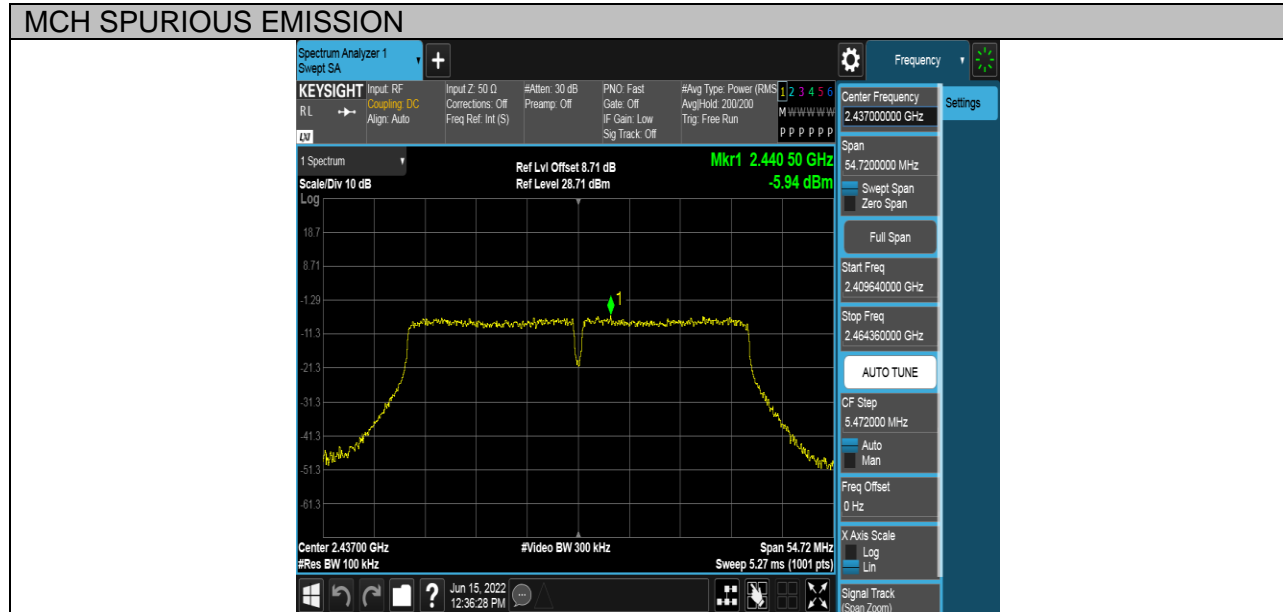 MCH SPURIOUS EMISSION
Spectrum Analyzer 1
Swept SA
+
Frequency
KEYSIGHT
RL
LXI
Input: RF
Coupling: DC
Align: Auto
Input Z: 50 Ω
Corrections: Off
Freq Ref: Int (S)
#Atten: 30 dB
Preamp: Off
PNO: Fast
Gate: Off
IF Gain: Low
Sig Track: Off
#Avg Type: Power (RMS
Avg|Hold: 200/200
Trig: Free Run
1 2 3 4 5 6
M W W W W W
P P P P P P
1 Spectrum
Scale/Div 10 dB
Ref Lvl Offset 8.71 dB
Ref Level 28.71 dBm
Mkr1 2.440 50 GHz
-5.94 dBm
Log
18.7
8.71
-1.29
-11.3
-21.3
-31.3
-41.3
-51.3
-61.3
1
Center 2.43700 GHz
#Res BW 100 kHz
#Video BW 300 kHz
Span 54.72 MHz
Sweep 5.27 ms (1001 pts)
?
Jun 15, 2022
12:36:28 PM
Center Frequency
2.437000000 GHz
Settings
Span
54.7200000 MHz
Swept Span
Zero Span
Full Span
Start Freq
2.409640000 GHz
Stop Freq
2.464360000 GHz
AUTO TUNE
CF Step
5.472000 MHz
Auto
Man
Freq Offset
0 Hz
X Axis Scale
Log
Lin
Signal Track
(Span Zoom)